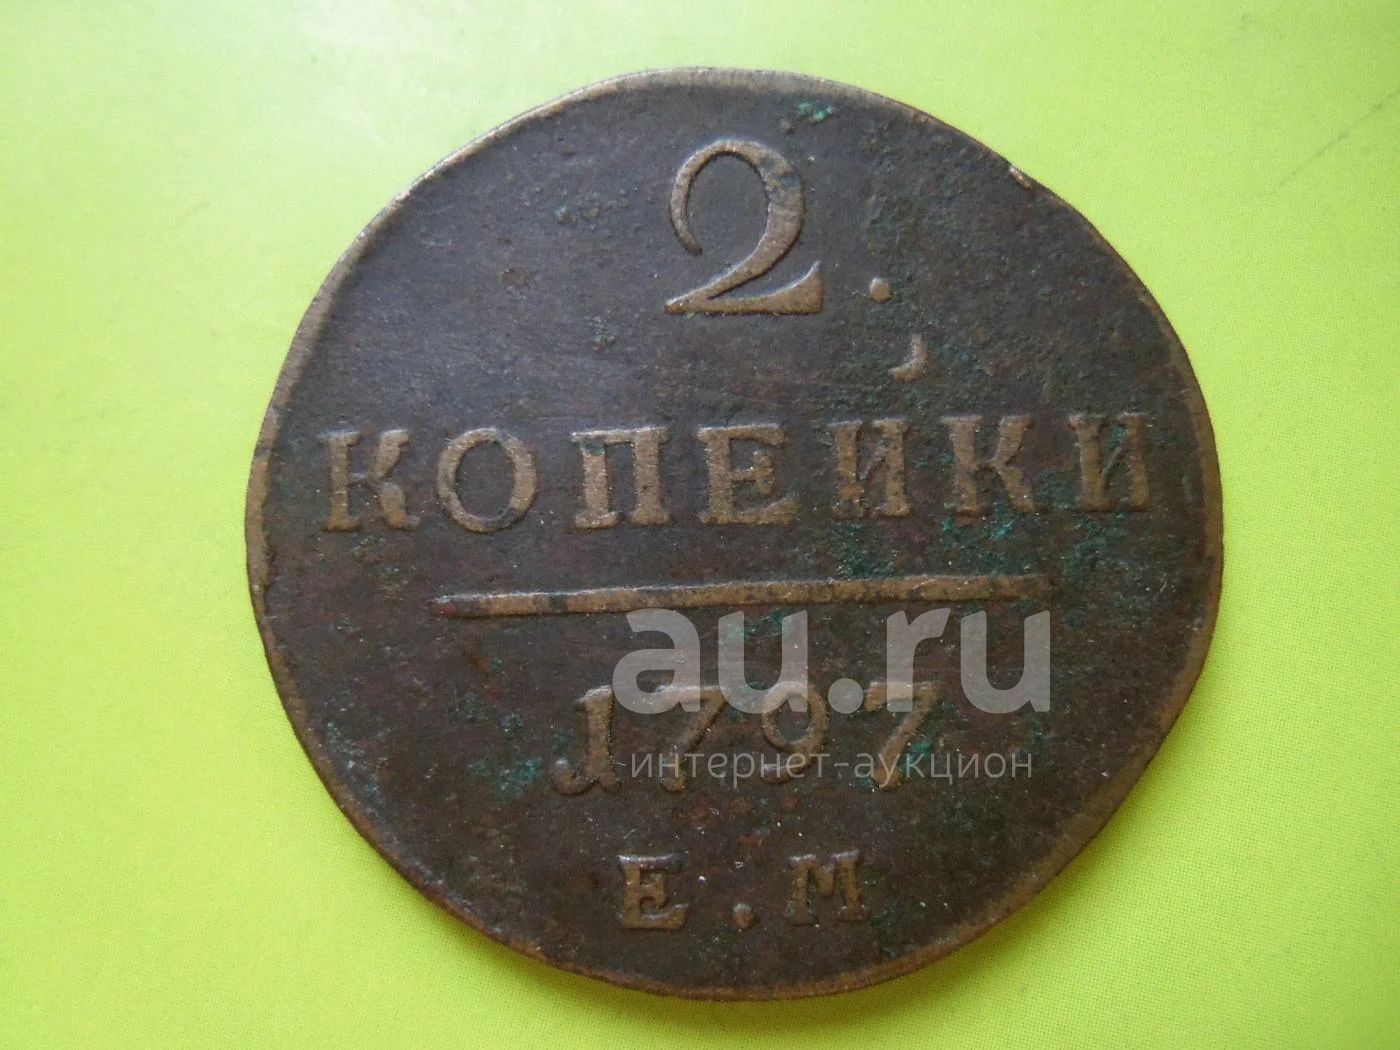 2.
КОПЕЙКИ
1797
Е.М
au.ru
интернет-аукцион